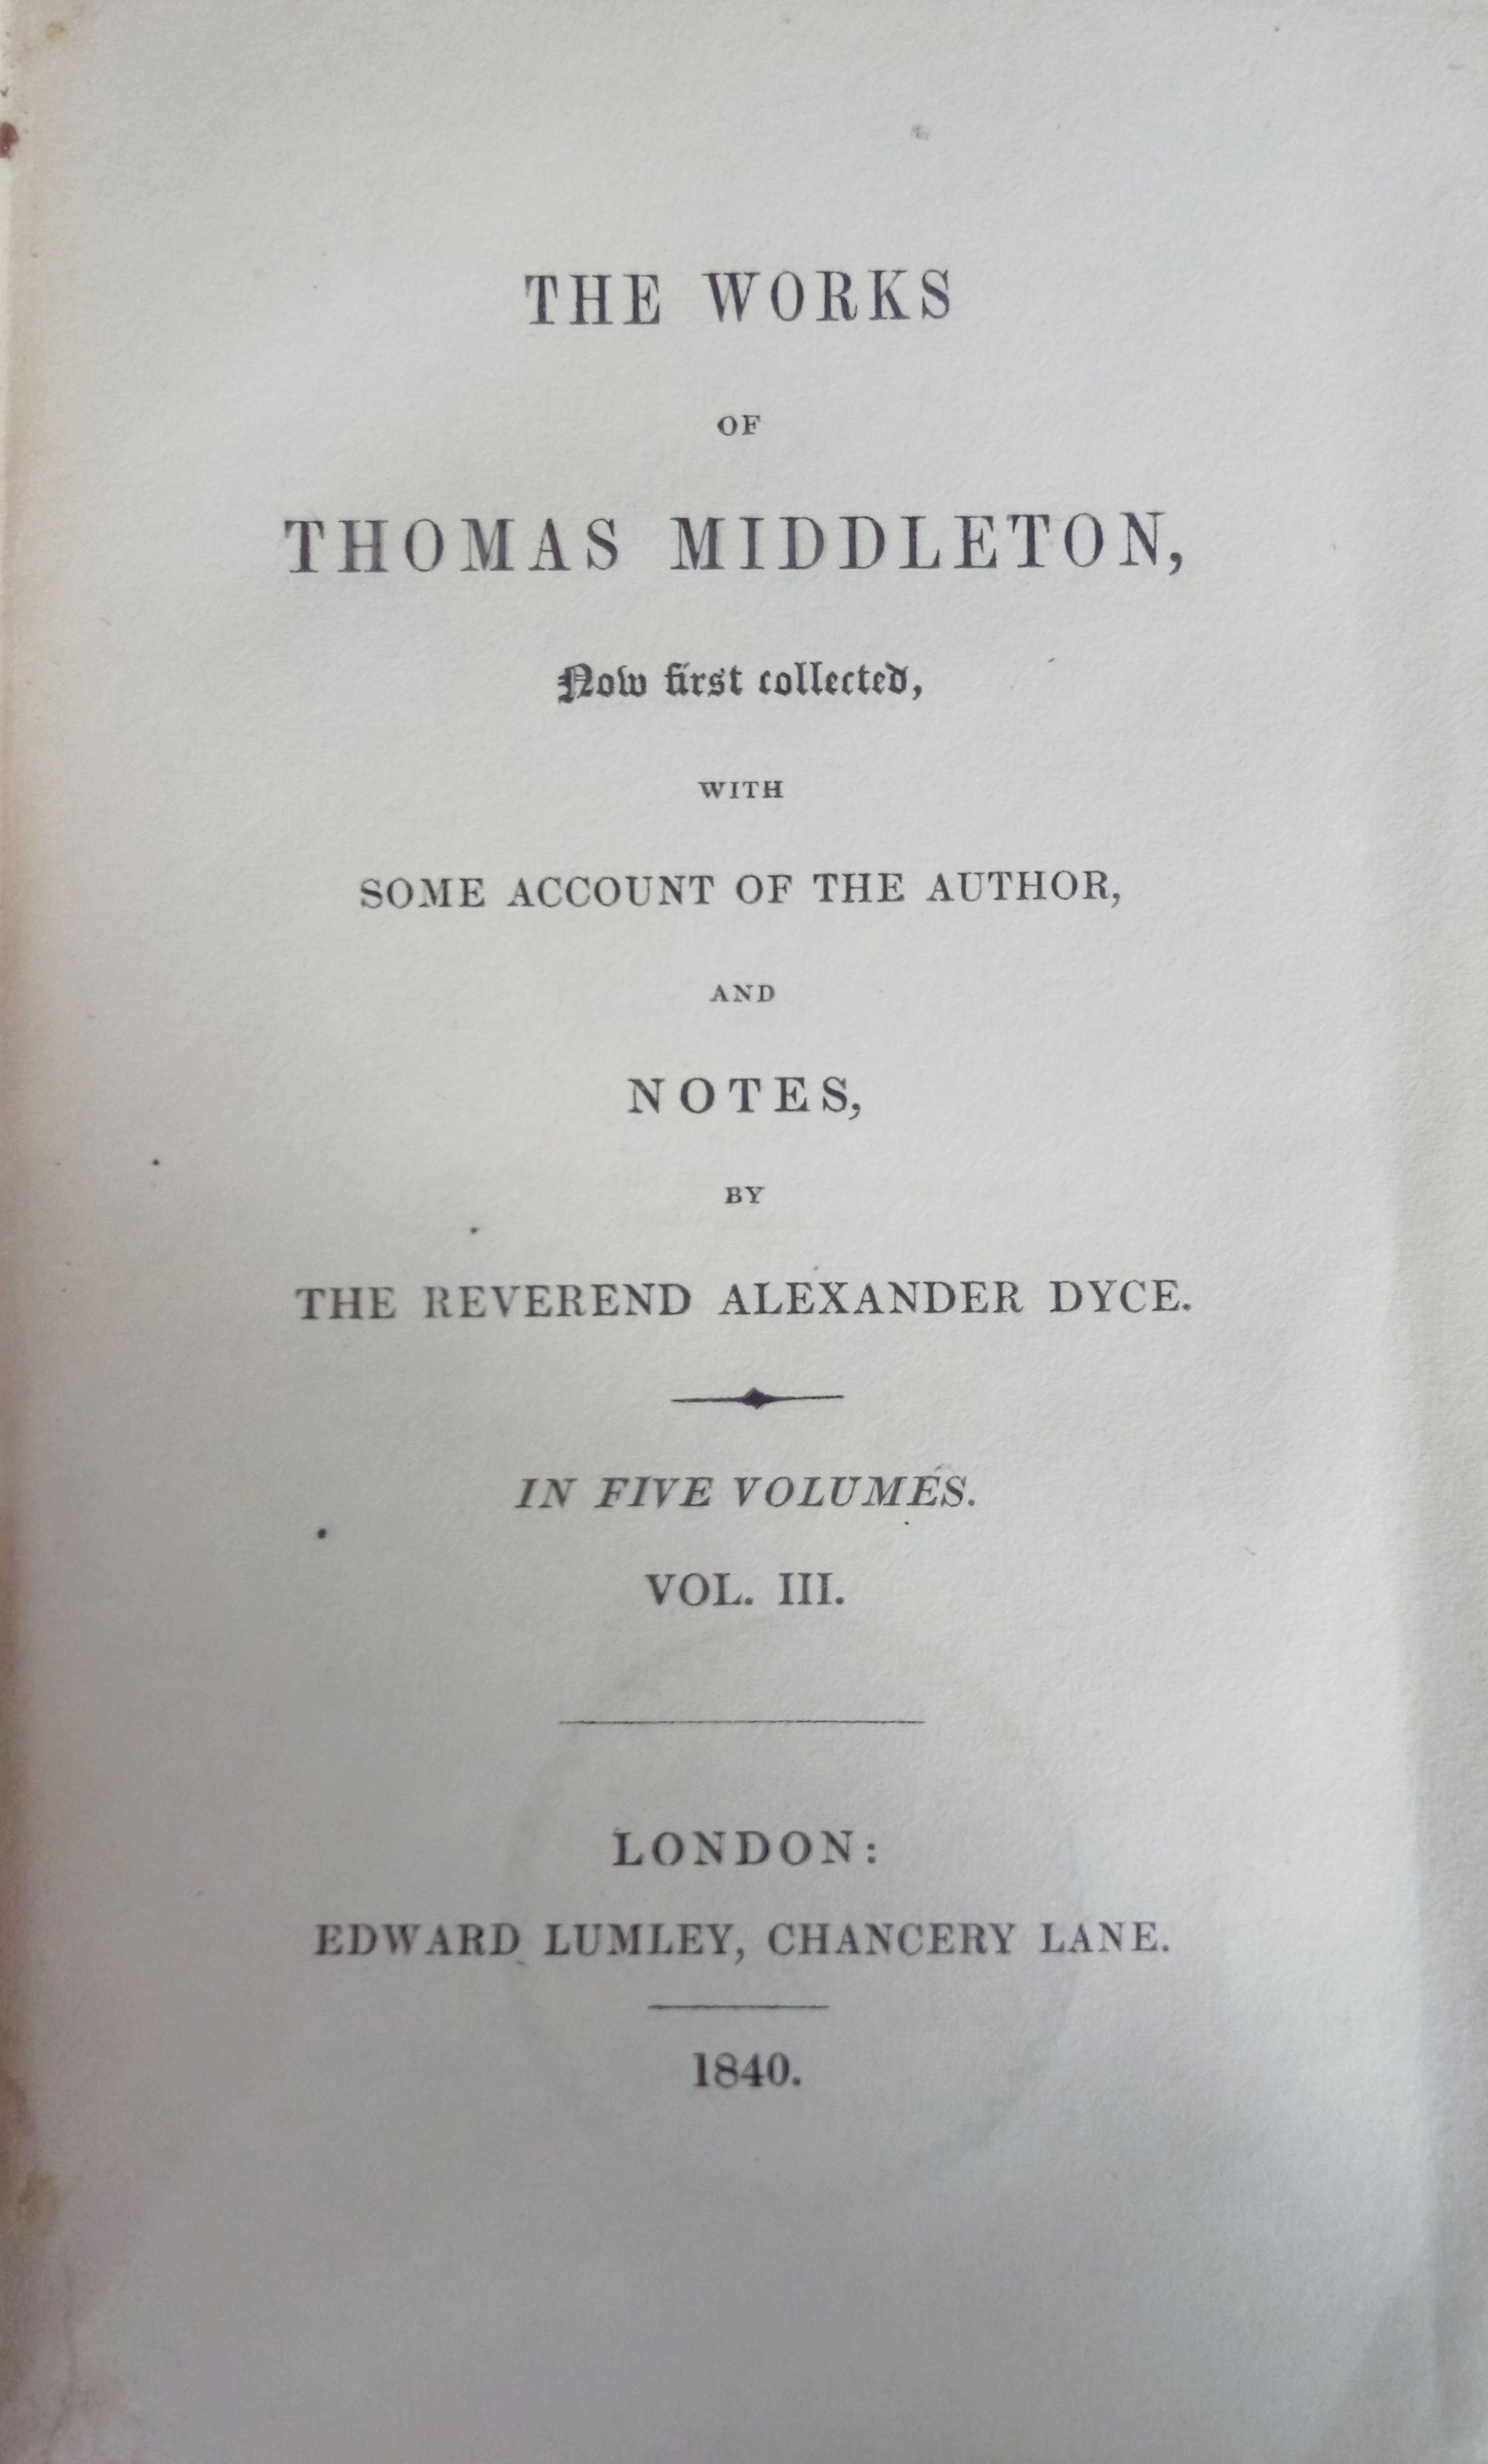 THE WORKS
OF
THOMAS MIDDLETON,
Now first collected,
WITH
SOME ACCOUNT OF THE AUTHOR,
AND
NOTES,
BY
THE REVEREND ALEXANDER DYCE.
IN FIVE VOLUMES.
VOL. III.
LONDON:
EDWARD LUMLEY, CHANCERY LANE.
1840.